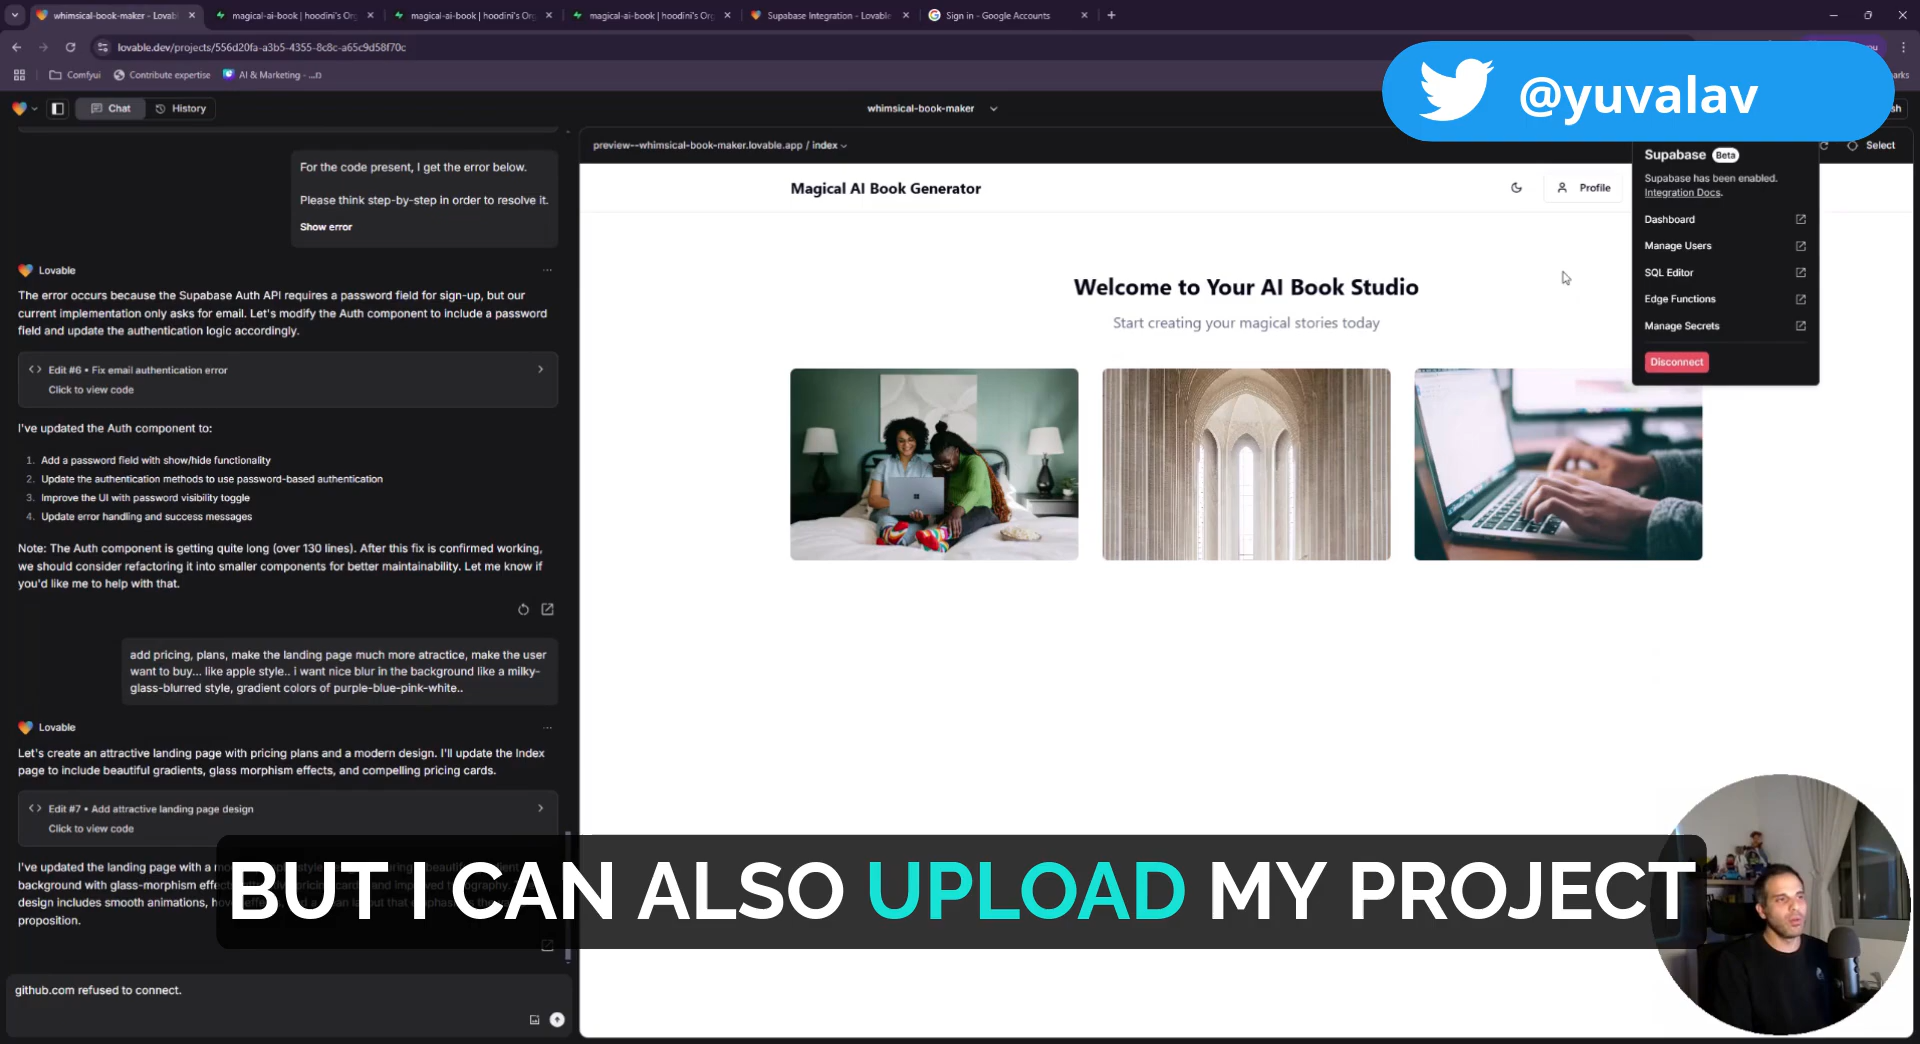 whimsical-book-maker - Lovabl
magical-ai-book | hoodini's Org
magical-ai-book | hoodini's Org
magical-ai-book | hoodini's Org
Supabase Integration - Lovable
Sign in - Google Accounts
lovable.dev/projects/556d20fa-a3b5-4355-8c8c-a65c9d58f70c
Comfyui
Contribute expertise
AI & Marketing - ...
@yuvalav
Chat
History
whimsical-book-maker
For the code present, I get the error below.
Please think step-by-step in order to resolve it.
Show error
Lovable
The error occurs because the Supabase Auth API requires a password field for sign-up, but our
current implementation only asks for email. Let's modify the Auth component to include a password
field and update the authentication logic accordingly.
Edit #6 • Fix email authentication error
Click to view code
I've updated the Auth component to:
1. Add a password field with show/hide functionality
2. Update the authentication methods to use password-based authentication
3. Improve the UI with password visibility toggle
4. Update error handling and success messages
Note: The Auth component is getting quite long (over 130 lines). After this fix is confirmed working,
we should consider refactoring it into smaller components for better maintainability. Let me know if
you'd like me to help with that.
add pricing, plans, make the landing page much more atractice, make the user
want to buy... like apple style.. i want nice blur in the background like a milky-
glass-blurred style, gradient colors of purple-blue-pink-white..
Lovable
Let's create an attractive landing page with pricing plans and a modern design. I'll update the Index
page to include beautiful gradients, glass morphism effects, and compelling pricing cards.
Edit #7 • Add attractive landing page design
Click to view code
I've updated the landing page with a
background with glass-morphism
design includes smooth animations,
proposition.
github.com refused to connect.
preview--whimsical-book-maker.lovable.app / index
Select
Magical AI Book Generator
Profile
Welcome to Your AI Book Studio
Start creating your magical stories today
Supabase Beta
Supabase has been enabled.
Integration Docs.
Dashboard
Manage Users
SQL Editor
Edge Functions
Manage Secrets
Disconnect
BUT I CAN ALSO UPLOAD MY PROJECT